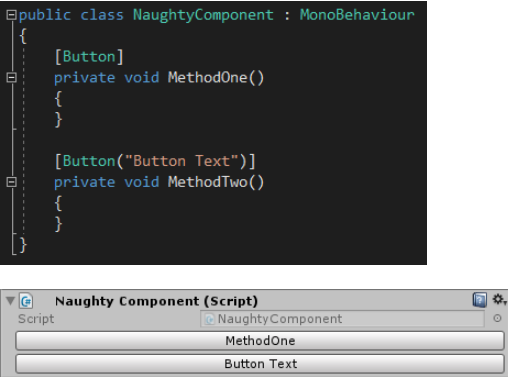 public class NaughtyComponent : MonoBehaviour
{
[Button]
private void MethodOne()
{
}
[Button("Button Text")]
private void MethodTwo()
{
}
}
Naughty Component (Script)
Script NaughtyComponent
MethodOne
Button Text